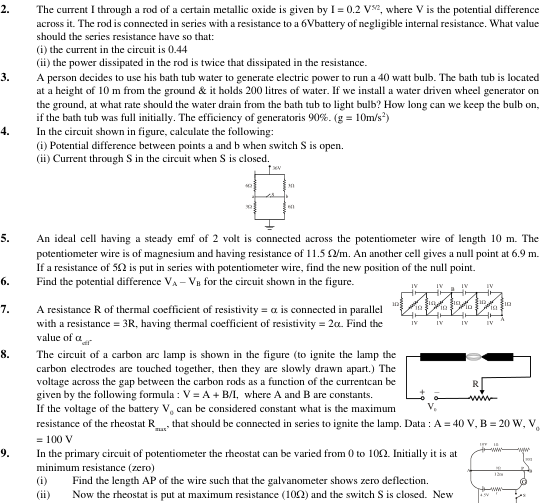 2. The current I through a rod of a certain metallic oxide is given by I = 0.2 V^5/2, where V is the potential difference
across it. The rod is connected in series with a resistance to a 6Vbattery of negligible internal resistance. What value
should the series resistance have so that:
(i) the current in the circuit is 0.44
(ii) the power dissipated in the rod is twice that dissipated in the resistance.
3. A person decides to use his bath tub water to generate electric power to run a 40 watt bulb. The bath tub is located
at a height of 10 m from the ground & it holds 200 litres of water. If we install a water driven wheel generator on
the ground, at what rate should the water drain from the bath tub to light bulb? How long can we keep the bulb on,
if the bath tub was full initially. The efficiency of generatoris 90%. (g = 10m/s²)
4. In the circuit shown in figure, calculate the following:
(i) Potential difference between points a and b when switch S is open.
(ii) Current through S in the circuit when S is closed.
36V
6Ω 3Ω
a S b
3Ω 6Ω
5. An ideal cell having a steady emf of 2 volt is connected across the potentiometer wire of length 10 m. The
potentiometer wire is of magnesium and having resistance of 11.5 Ω/m. An another cell gives a null point at 6.9 m.
If a resistance of 5Ω is put in series with potentiometer wire, find the new position of the null point.
6. Find the potential difference V_A – V_B for the circuit shown in the figure.
1V 1V B 1V 1V
1Ω 1Ω 1Ω 1Ω 1Ω
1V 1V 1V 1V A
7. A resistance R of thermal coefficient of resistivity = α is connected in parallel
with a resistance = 3R, having thermal coefficient of resistivity = 2α. Find the
value of α_eff.
8. The circuit of a carbon arc lamp is shown in the figure (to ignite the lamp the
carbon electrodes are touched together, then they are slowly drawn apart.) The
voltage across the gap between the carbon rods as a function of the currentcan be
given by the following formula : V = A + B/I, where A and B are constants.
If the voltage of the battery V_0 can be considered constant what is the maximum
R
+ –
V_0
resistance of the rheostat R_max, that should be connected in series to ignite the lamp. Data : A = 40 V, B = 20 W, V_0
= 100 V
9. In the primary circuit of potentiometer the rheostat can be varied from 0 to 10Ω. Initially it is at
minimum resistance (zero)
(i) Find the length AP of the wire such that the galvanometer shows zero deflection.
(ii) Now the rheostat is put at maximum resistance (10Ω) and the switch S is closed. New
10V 1Ω
12m
4.5V